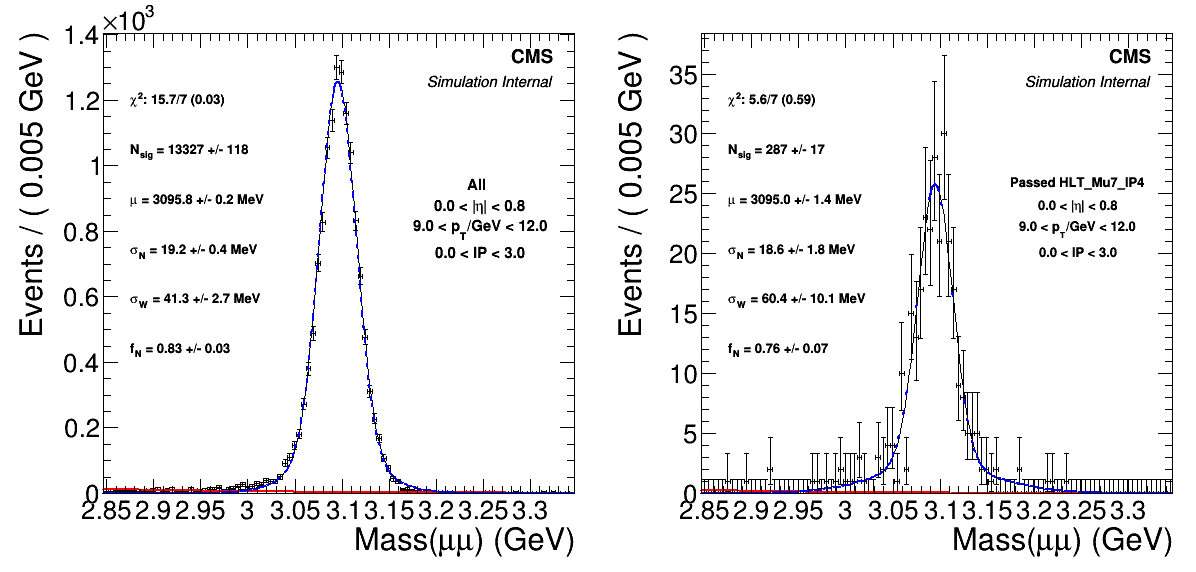 ×10³
1.4
1.2
1
0.8
0.6
0.4
0.2
0
Events / ( 0.005 GeV )
CMS
Simulation Internal
χ²: 15.7/7 (0.03)
N_sig = 13327 +/- 118
μ = 3095.8 +/- 0.2 MeV
σ_N = 19.2 +/- 0.4 MeV
σ_W = 41.3 +/- 2.7 MeV
f_N = 0.83 +/- 0.03
All
0.0 < |η| < 0.8
9.0 < p_T/GeV < 12.0
0.0 < IP < 3.0
2.85 2.9 2.95 3 3.05 3.1 3.15 3.2 3.25 3.3
Mass(μμ) (GeV)
35
30
25
20
15
10
5
0
Events / ( 0.005 GeV )
CMS
Simulation Internal
χ²: 5.6/7 (0.59)
N_sig = 287 +/- 17
μ = 3095.0 +/- 1.4 MeV
σ_N = 18.6 +/- 1.8 MeV
σ_W = 60.4 +/- 10.1 MeV
f_N = 0.76 +/- 0.07
Passed HLT_Mu7_IP4
0.0 < |η| < 0.8
9.0 < p_T/GeV < 12.0
0.0 < IP < 3.0
2.85 2.9 2.95 3 3.05 3.1 3.15 3.2 3.25 3.3
Mass(μμ) (GeV)